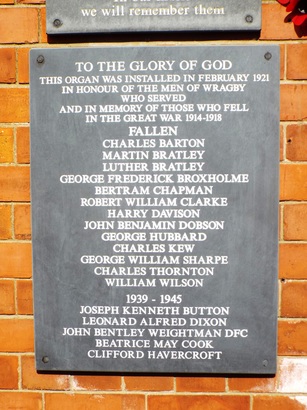 we will remember them
TO THE GLORY OF GOD
THIS ORGAN WAS INSTALLED IN FEBRUARY 1921
IN HONOUR OF THE MEN OF WRAGBY
WHO SERVED
AND IN MEMORY OF THOSE WHO FELL
IN THE GREAT WAR 1914-1918
FALLEN
CHARLES BARTON
MARTIN BRATLEY
LUTHER BRATLEY
GEORGE FREDERICK BROXHOLME
BERTRAM CHAPMAN
ROBERT WILLIAM CLARKE
HARRY DAVISON
JOHN BENJAMIN DOBSON
GEORGE HUBBARD
CHARLES KEW
GEORGE WILLIAM SHARPE
CHARLES THORNTON
WILLIAM WILSON
1939 - 1945
JOSEPH KENNETH BUTTON
LEONARD ALFRED DIXON
JOHN BENTLEY WEIGHTMAN DFC
BEATRICE MAY COOK
CLIFFORD HAVERCROFT